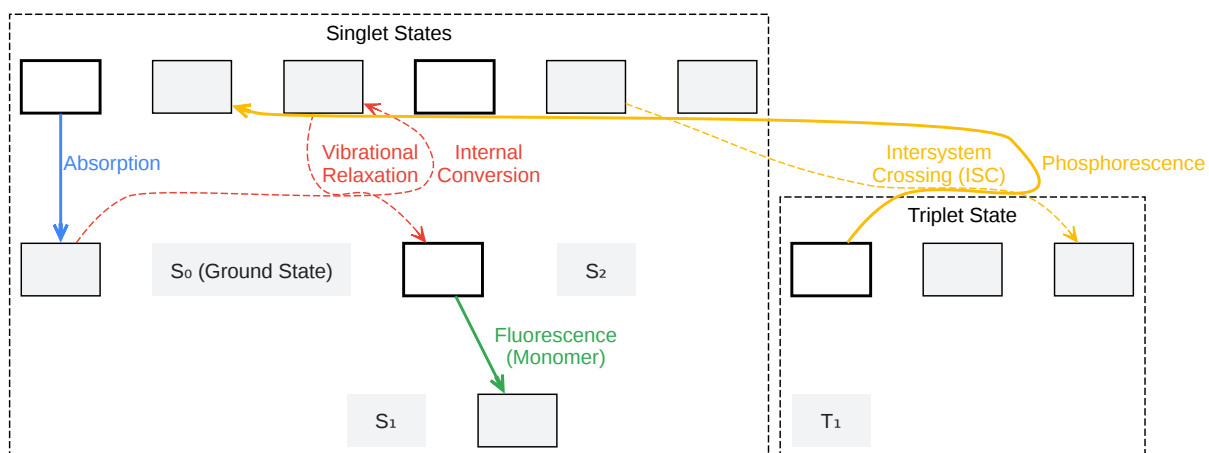 Singlet States
Absorption
Vibrational
Relaxation
Internal
Conversion
Intersystem
Crossing (ISC)
Phosphorescence
Triplet State
S₀ (Ground State)
S₂
Fluorescence
(Monomer)
S₁
T₁